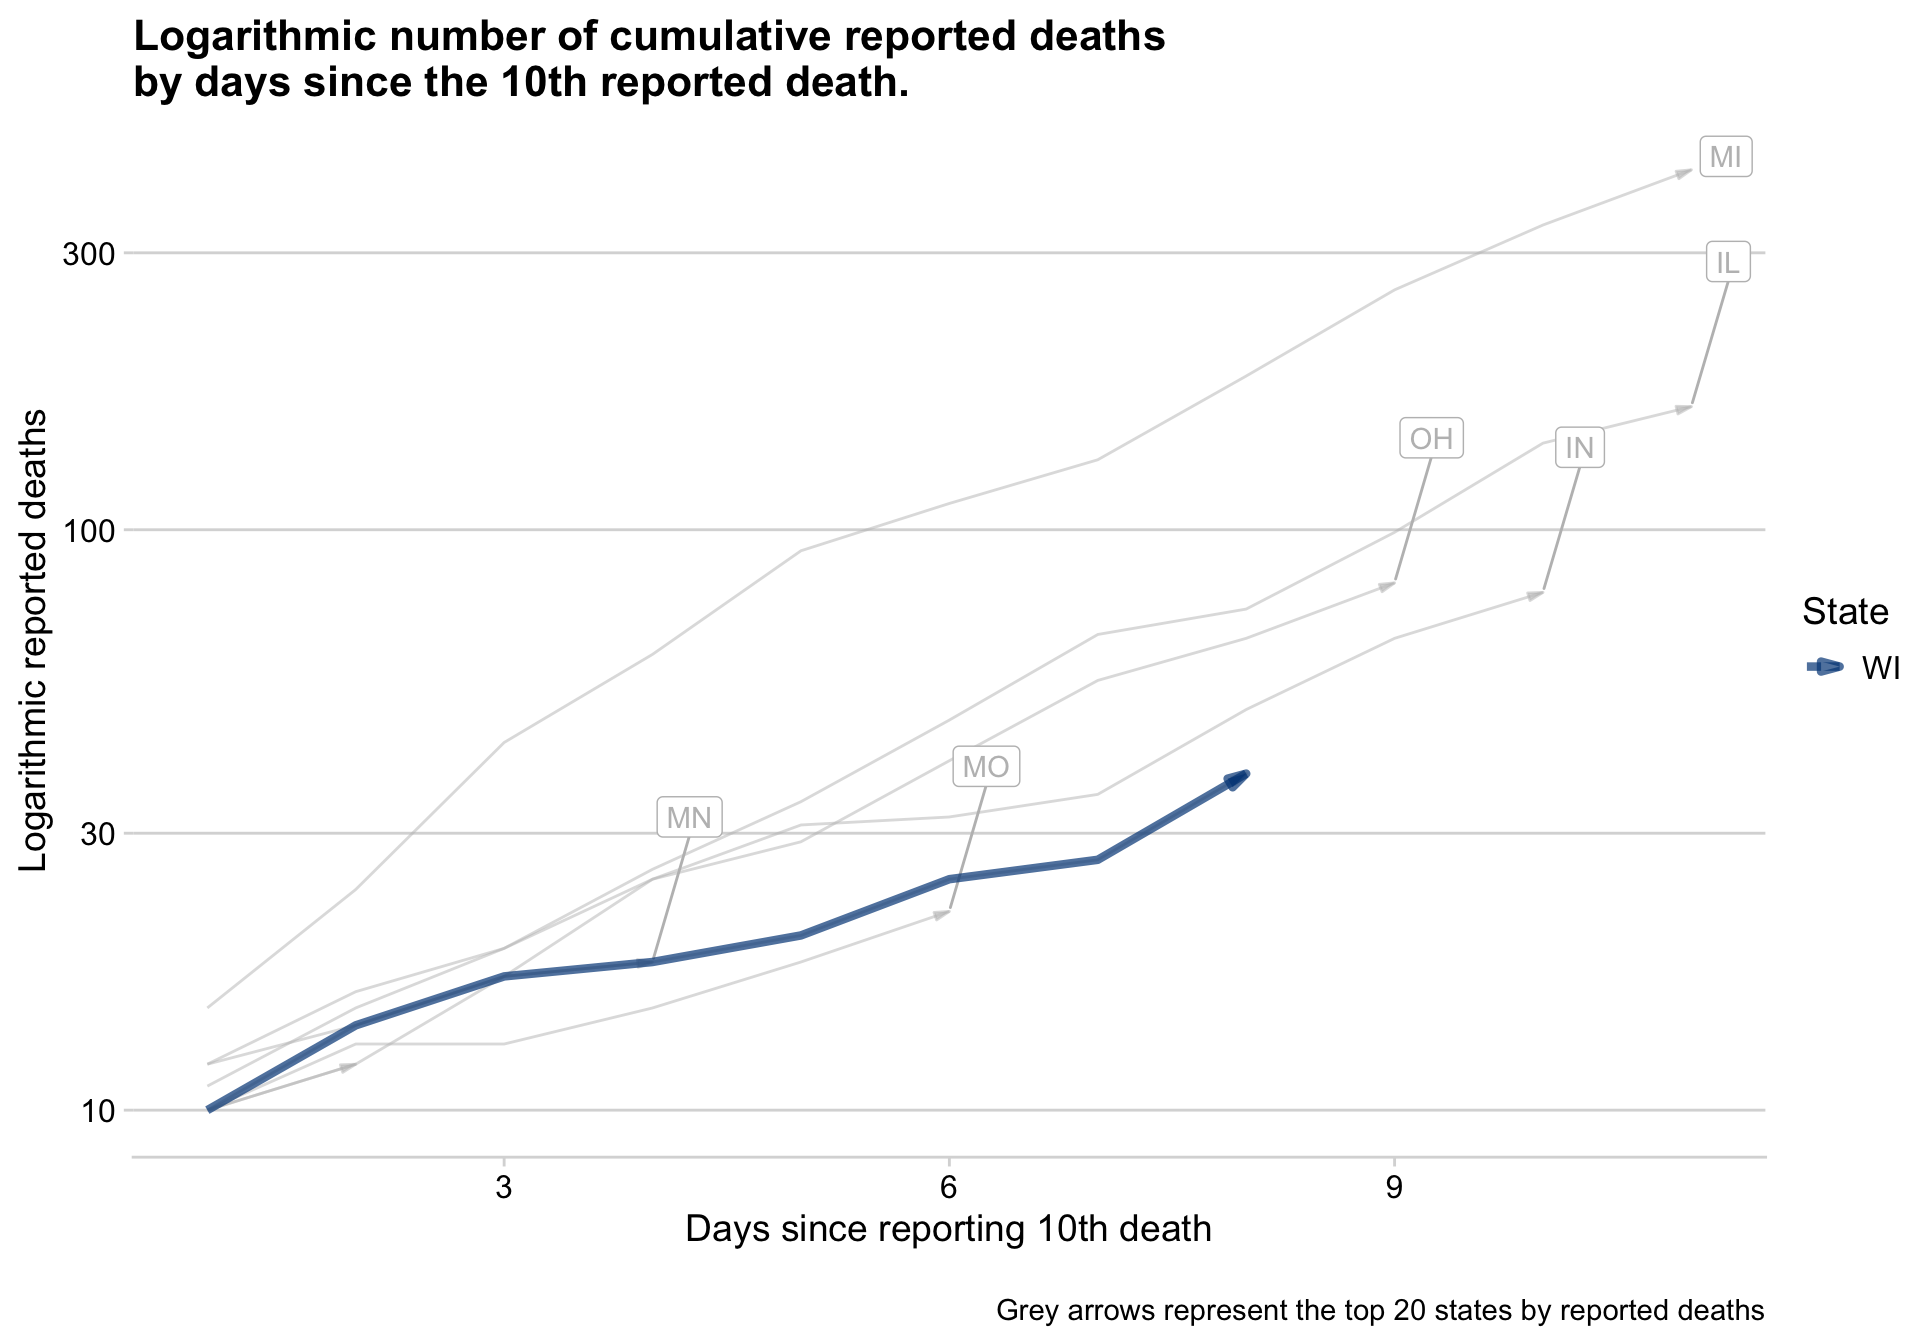 Logarithmic number of cumulative reported deaths
by days since the 10th reported death.
MI
300
IL
OH
IN
100
Logarithmic reported deaths
State
WI
MO
MN
30
10
3
6
9
Days since reporting 10th death
Grey arrows represent the top 20 states by reported deaths